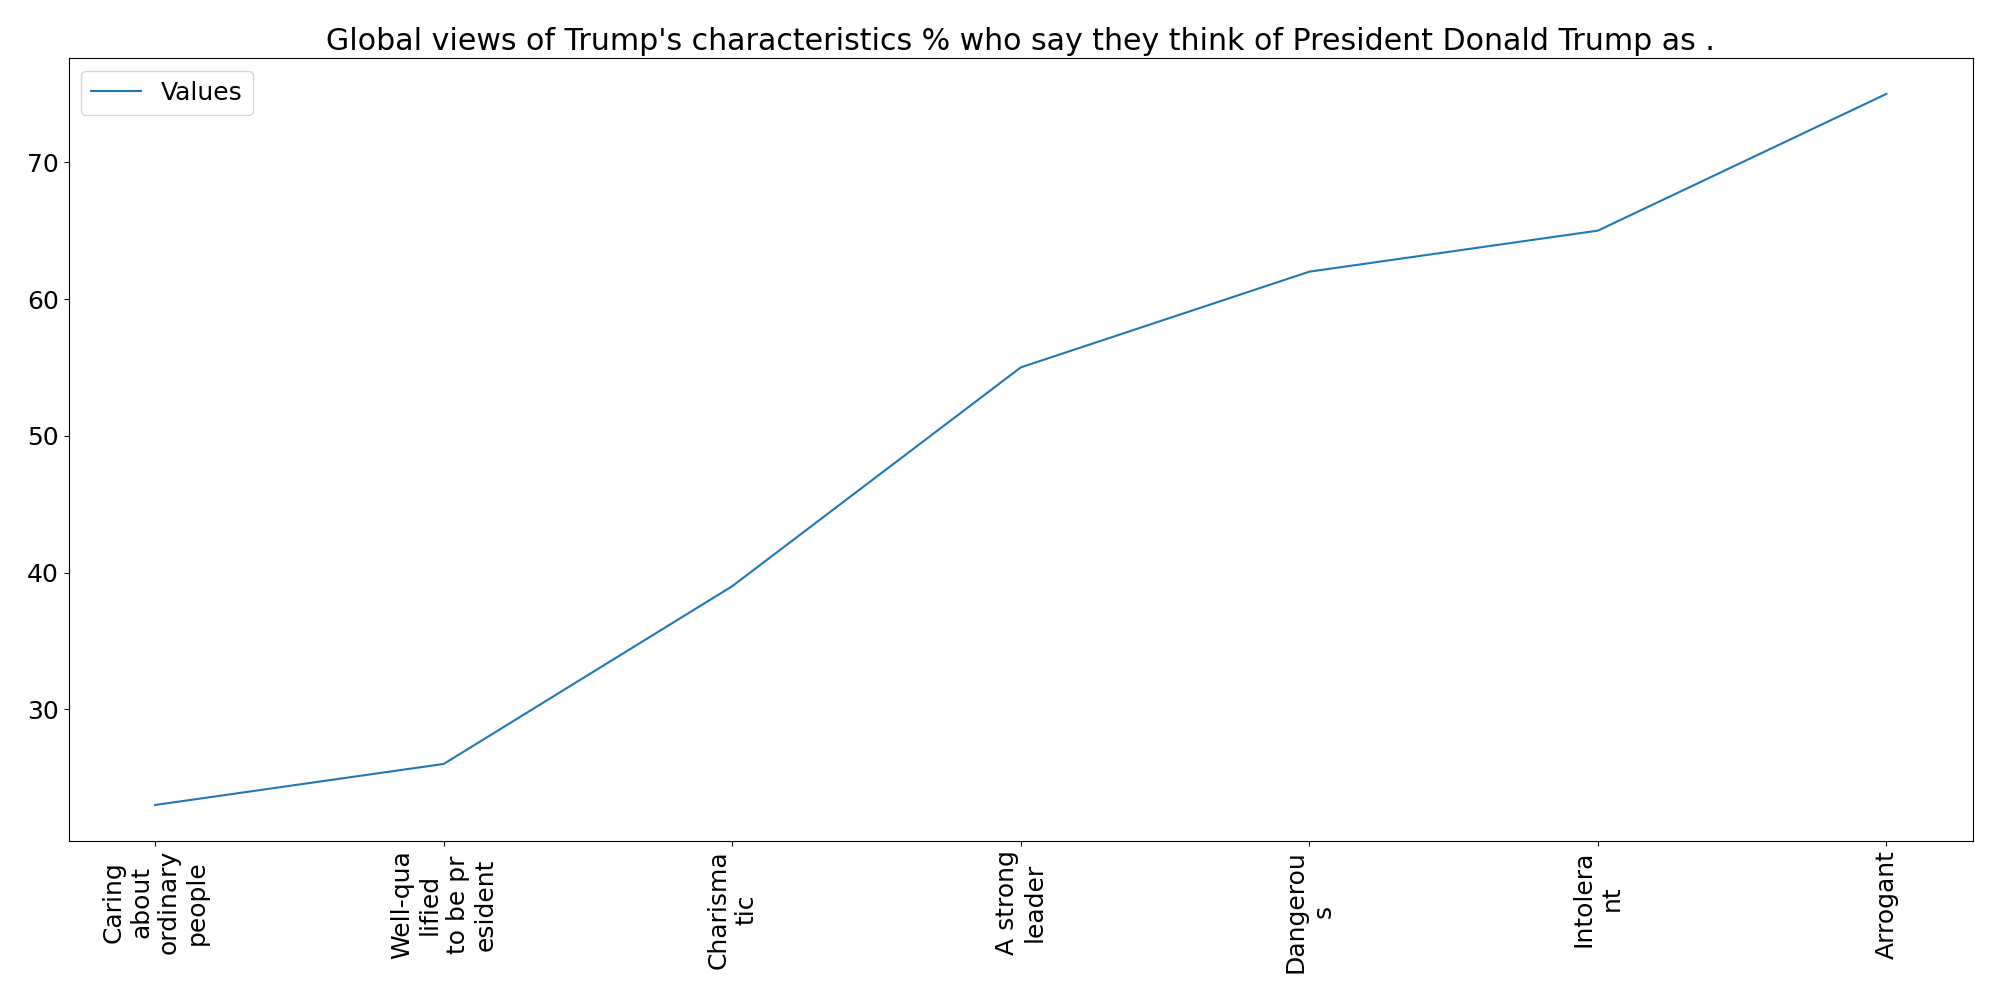 Global views of Trump's characteristics % who say they think of President Donald Trump as .
Values
70
60
50
40
30
Caring
about
ordinary
people
Well-qua
lified
to be pr
esident
Charisma
tic
A strong
leader
Dangerou
s
Intolera
nt
Arrogant